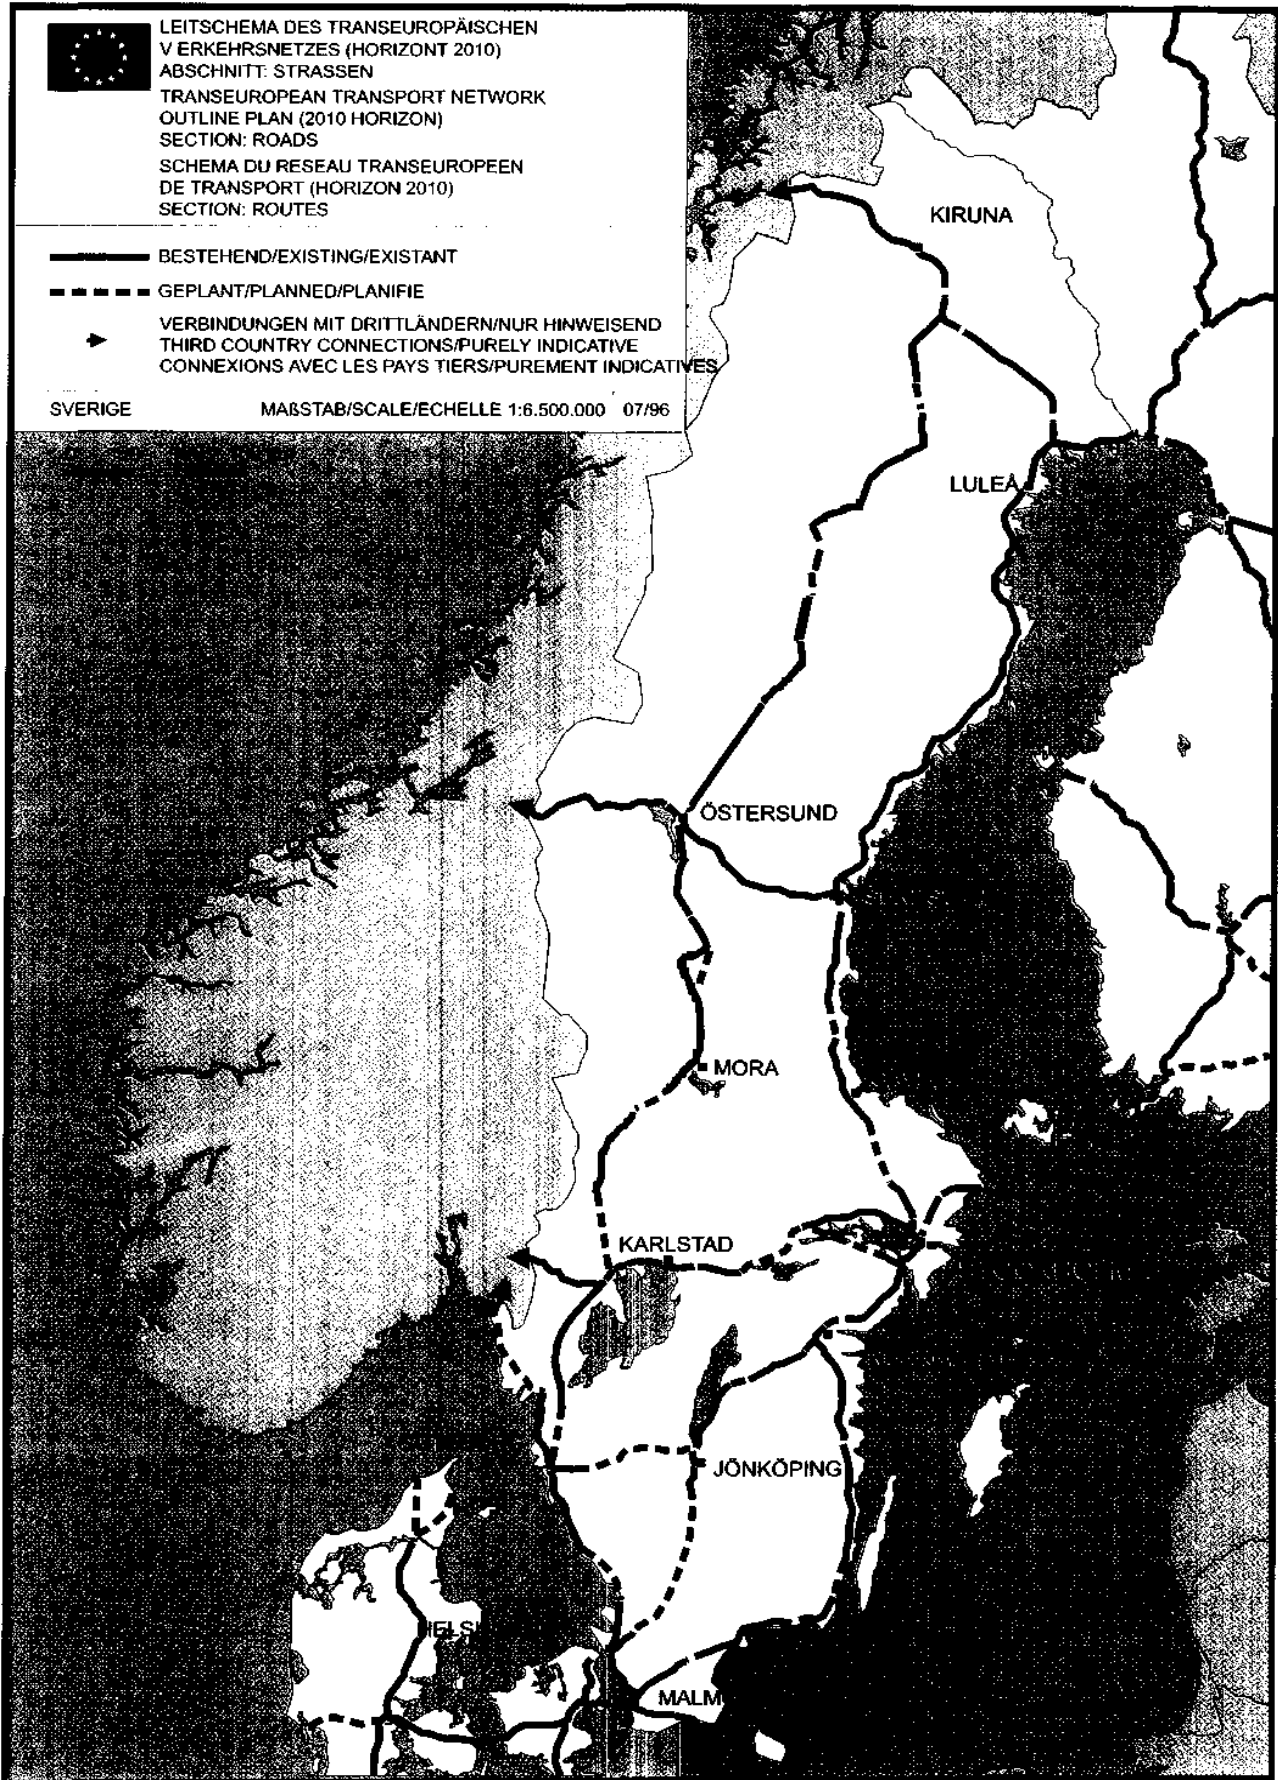 LEITSCHEMA DES TRANSEUROPÄISCHEN
V ERKEHRSNETZES (HORIZONT 2010)
ABSCHNITT: STRASSEN
TRANSEUROPEAN TRANSPORT NETWORK
OUTLINE PLAN (2010 HORIZON)
SECTION: ROADS
SCHEMA DU RESEAU TRANSEUROPEEN
DE TRANSPORT (HORIZON 2010)
SECTION: ROUTES
BESTEHEND/EXISTING/EXISTANT
GEPLANT/PLANNED/PLANIFIE
VERBINDUNGEN MIT DRITTLÄNDERN/NUR HINWEISEND
THIRD COUNTRY CONNECTIONS/PURELY INDICATIVE
CONNEXIONS AVEC LES PAYS TIERS/PUREMENT INDICATIVES
SVERIGE MAßSTAB/SCALE/ECHELLE 1:6.500.000 07/96
KIRUNA
LULEÅ
ÖSTERSUND
MORA
KARLSTAD
JÖNKÖPING
MALM